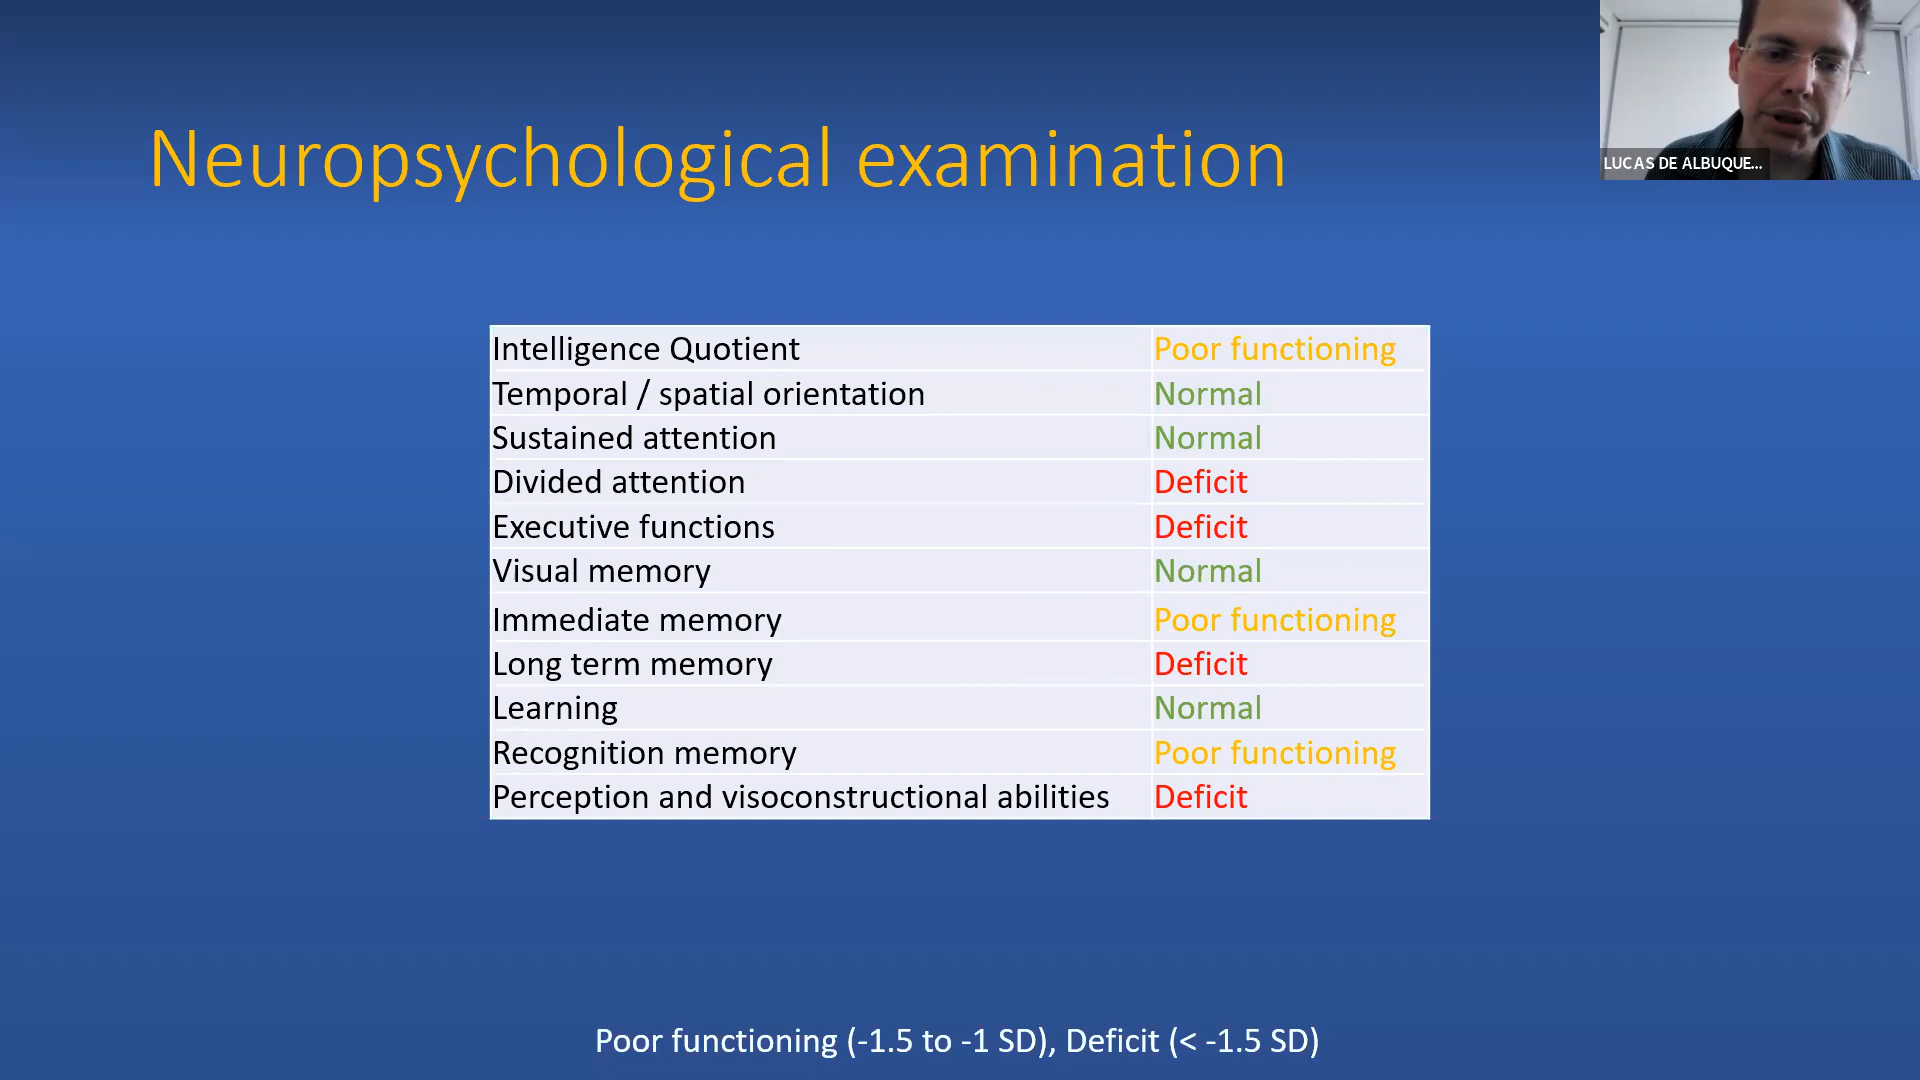 LUCAS DE ALBUQUE...
Neuropsychological examination
Intelligence Quotient Poor functioning
Temporal / spatial orientation Normal
Sustained attention Normal
Divided attention Deficit
Executive functions Deficit
Visual memory Normal
Immediate memory Poor functioning
Long term memory Deficit
Learning Normal
Recognition memory Poor functioning
Perception and visoconstructional abilities Deficit
Poor functioning (-1.5 to -1 SD), Deficit (< -1.5 SD)